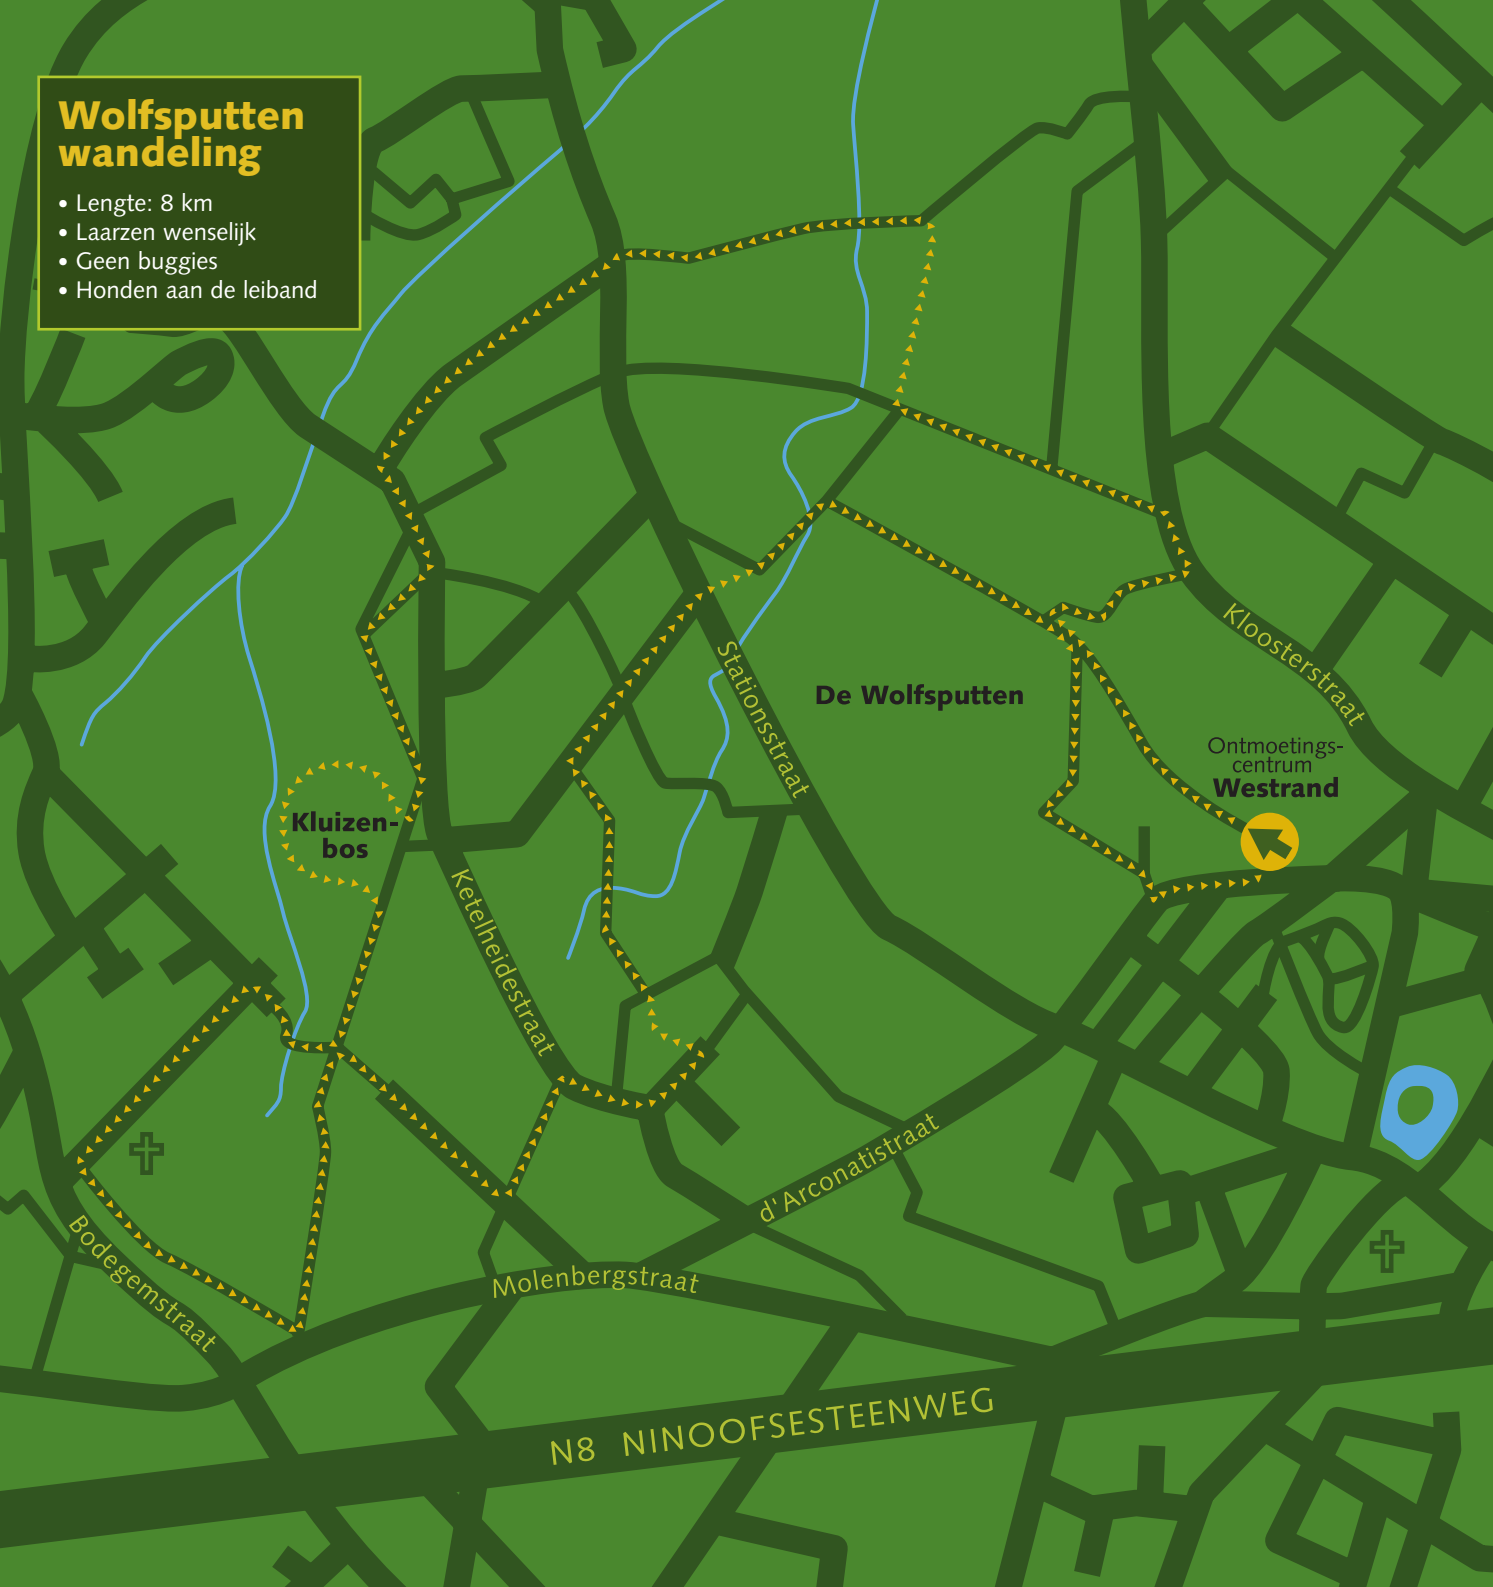 Wolfsputten
wandeling
• Lengte: 8 km
• Laarzen wenselijk
• Geen buggies
• Honden aan de leiband
Kloosterstraat
Stationsstraat
De Wolfsputten
Ontmoetings-
centrum
Westrand
Kluizen-
bos
Ketelheidestraat
d'Arconatistraat
Bodegemstraat
Molenbergstraat
N8 NINOOFSESTEENWEG